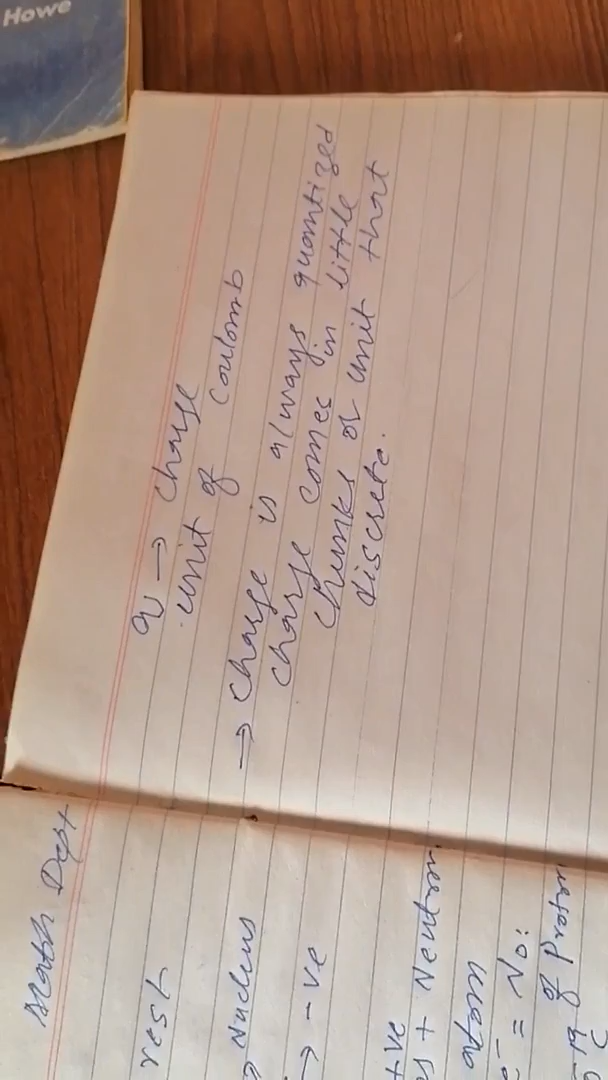 Howe
q → charge
unit of coulomb
→ charge is always quantized
charge comes in little
chunks or unit that
discrete.
Math Dept
rest
Nucleus
→ -ve
+ve
+ Neutron
atom
e⁻ = No:
of Proton
-19
C